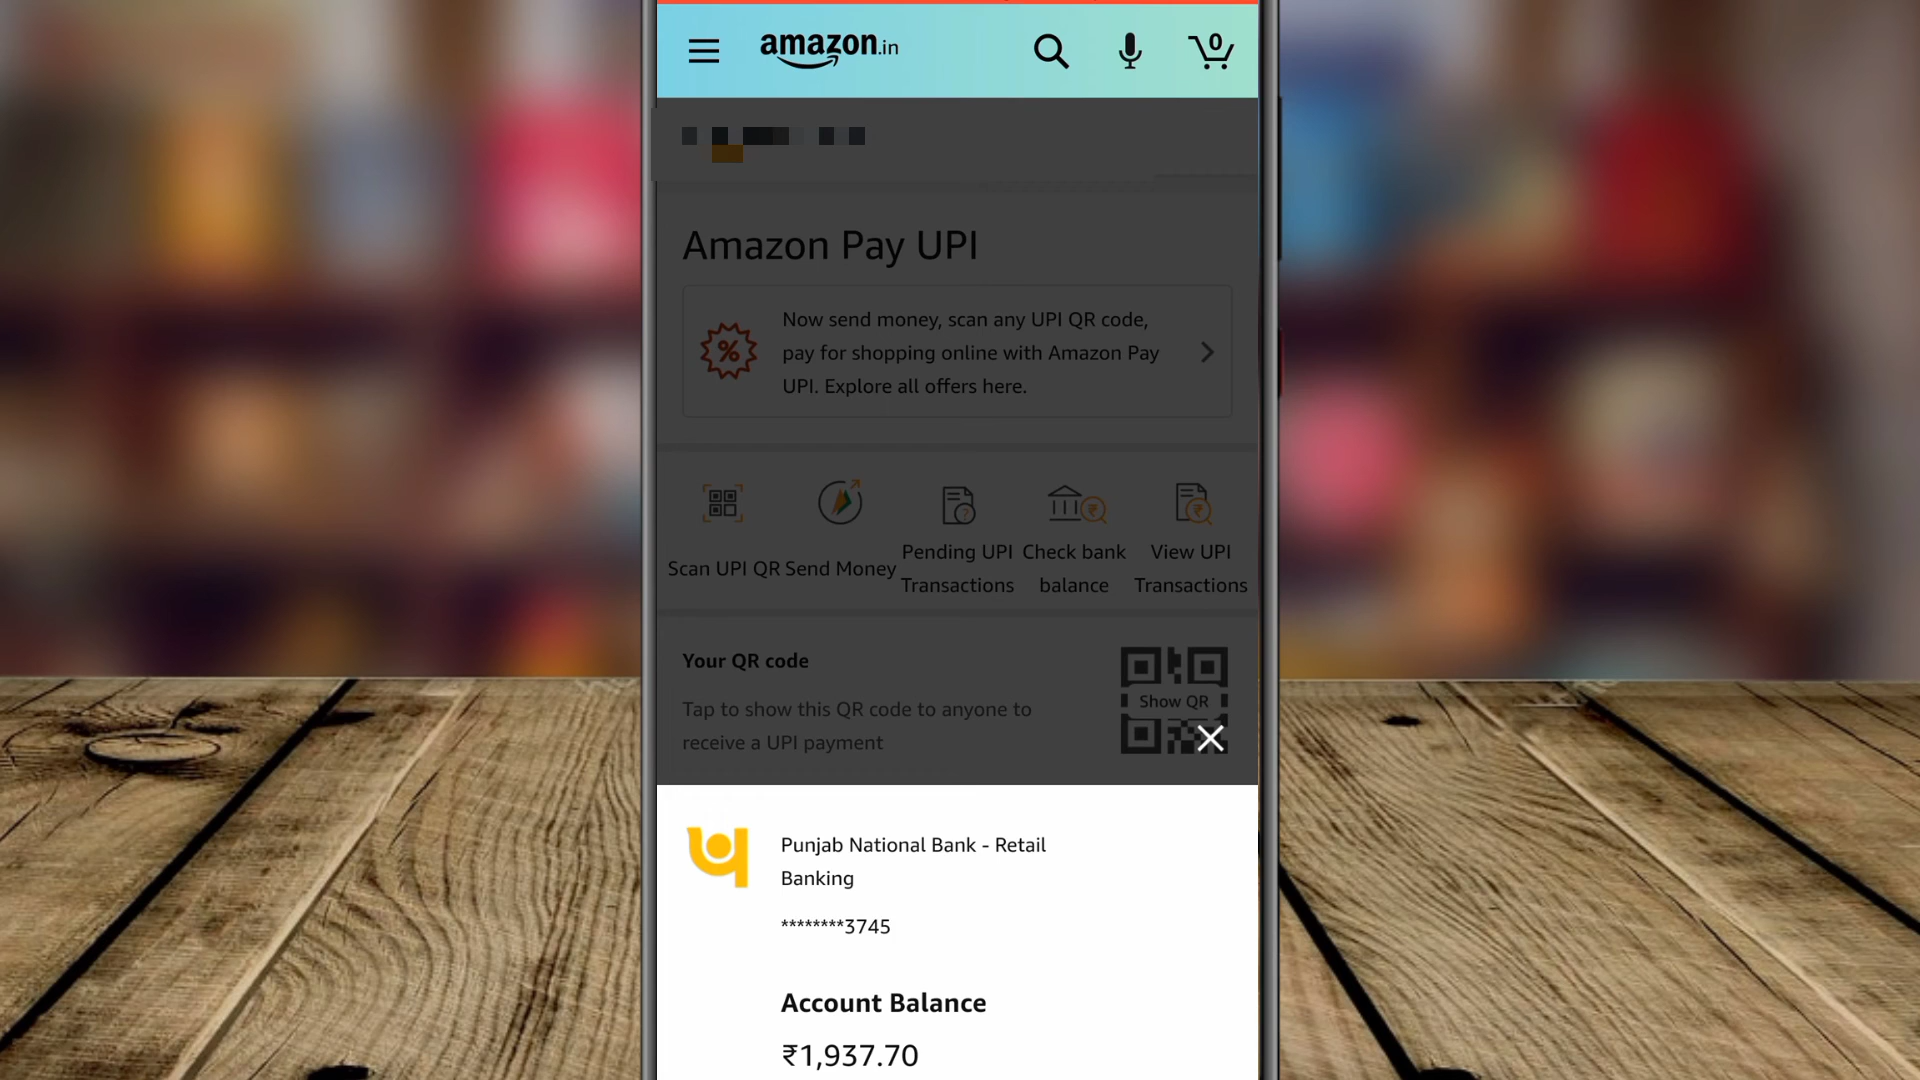 amazon.in
0
Amazon Pay UPI
%
Now send money, scan any UPI QR code,
pay for shopping online with Amazon Pay
UPI. Explore all offers here.
Scan UPI QR
Send Money
Pending UPI
Transactions
Check bank
balance
View UPI
Transactions
Your QR code
Tap to show this QR code to anyone to
receive a UPI payment
Show QR
Punjab National Bank - Retail
Banking
********3745
Account Balance
₹1,937.70